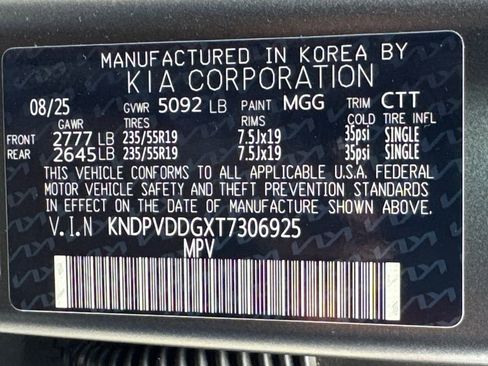 MANUFACTURED IN KOREA BY
KIA CORPORATION
08/25 GVWR 5092 LB PAINT MGG TRIM CTT
GAWR TIRES RIMS COLD TIRE INFL
FRONT 2777 LB 235/55R19 7.5Jx19 35psi SINGLE
REAR 2645 LB 235/55R19 7.5Jx19 35psi SINGLE
THIS VEHICLE CONFORMS TO ALL APPLICABLE U.S.A. FEDERAL
MOTOR VEHICLE SAFETY AND THEFT PREVENTION STANDARDS
IN EFFECT ON THE DATE OF MANUFACTURE SHOWN ABOVE.
V.I.N KNDPVDDGXT7306925
MPV